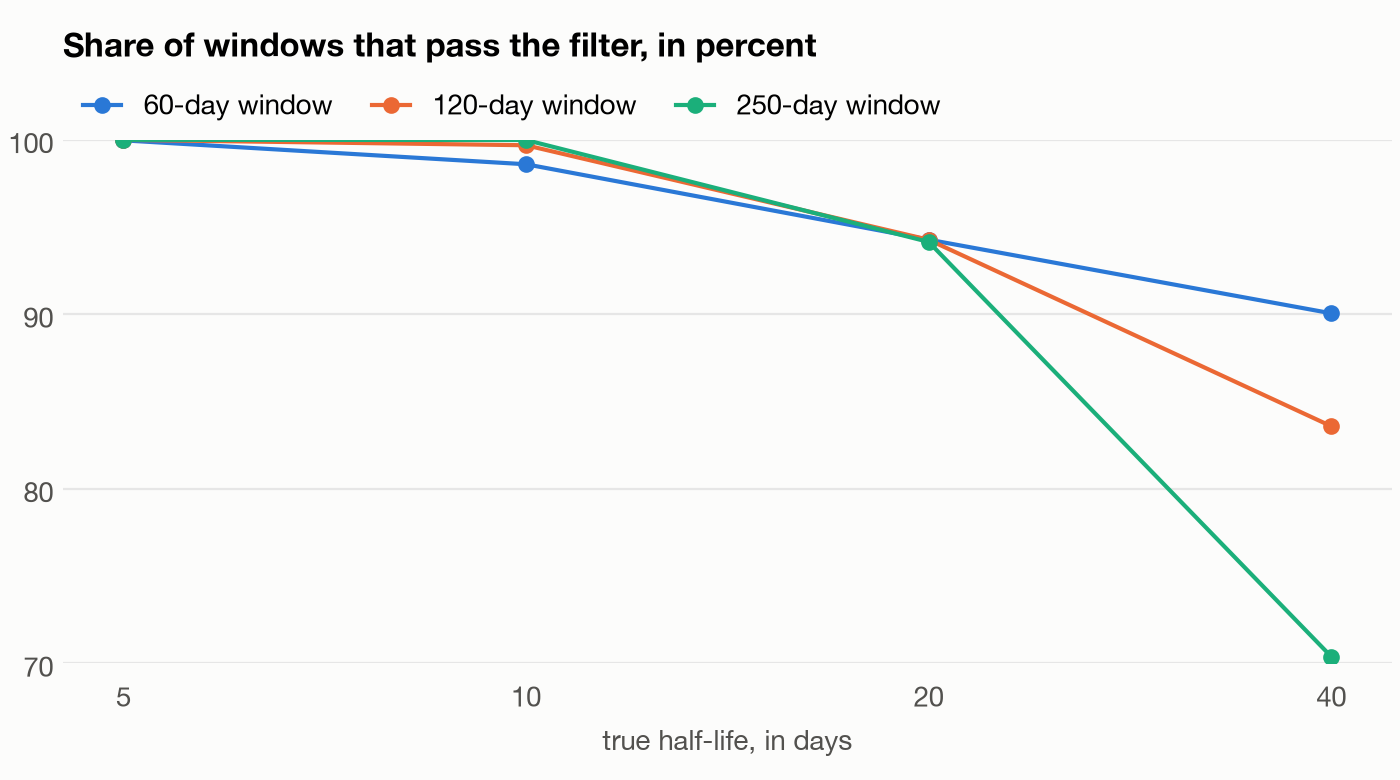 Share of windows that pass the filter, in percent
60-day window 120-day window 250-day window
100
90
80
70
5 10 20 40
true half-life, in days